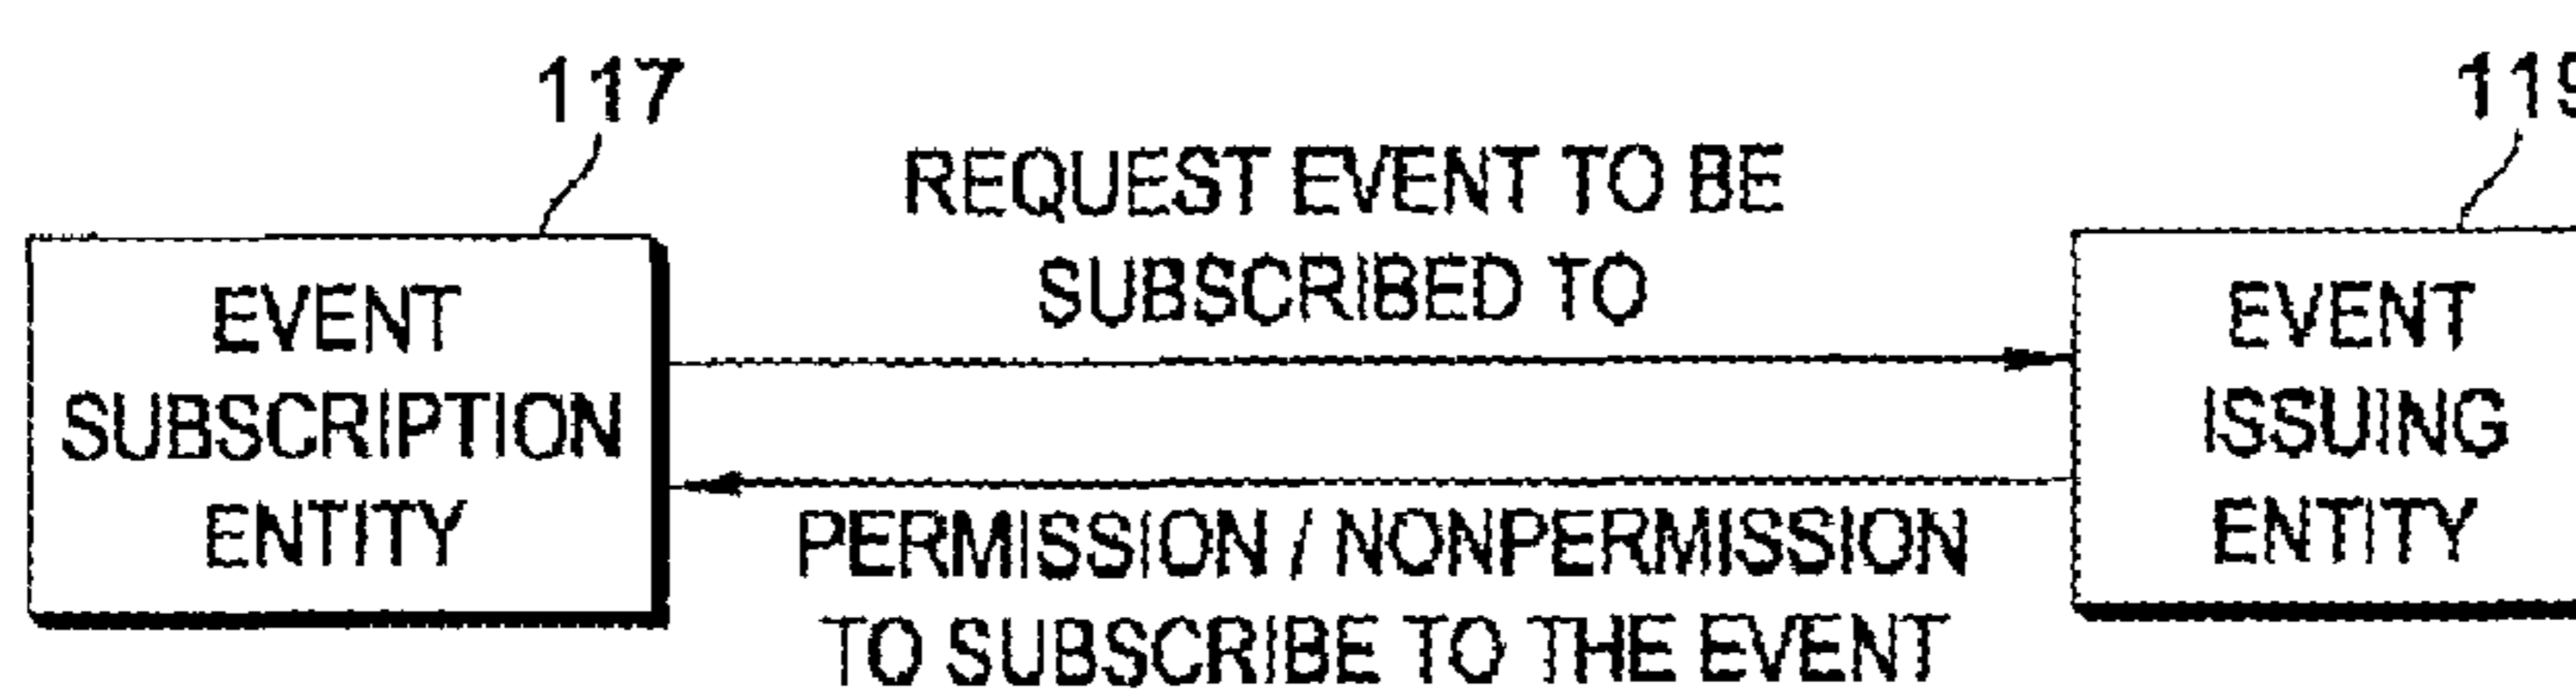 117
119
REQUEST EVENT TO BE
SUBSCRIBED TO
EVENT
SUBSCRIPTION
ENTITY
EVENT
ISSUING
ENTITY
PERMISSION / NONPERMISSION
TO SUBSCRIBE TO THE EVENT